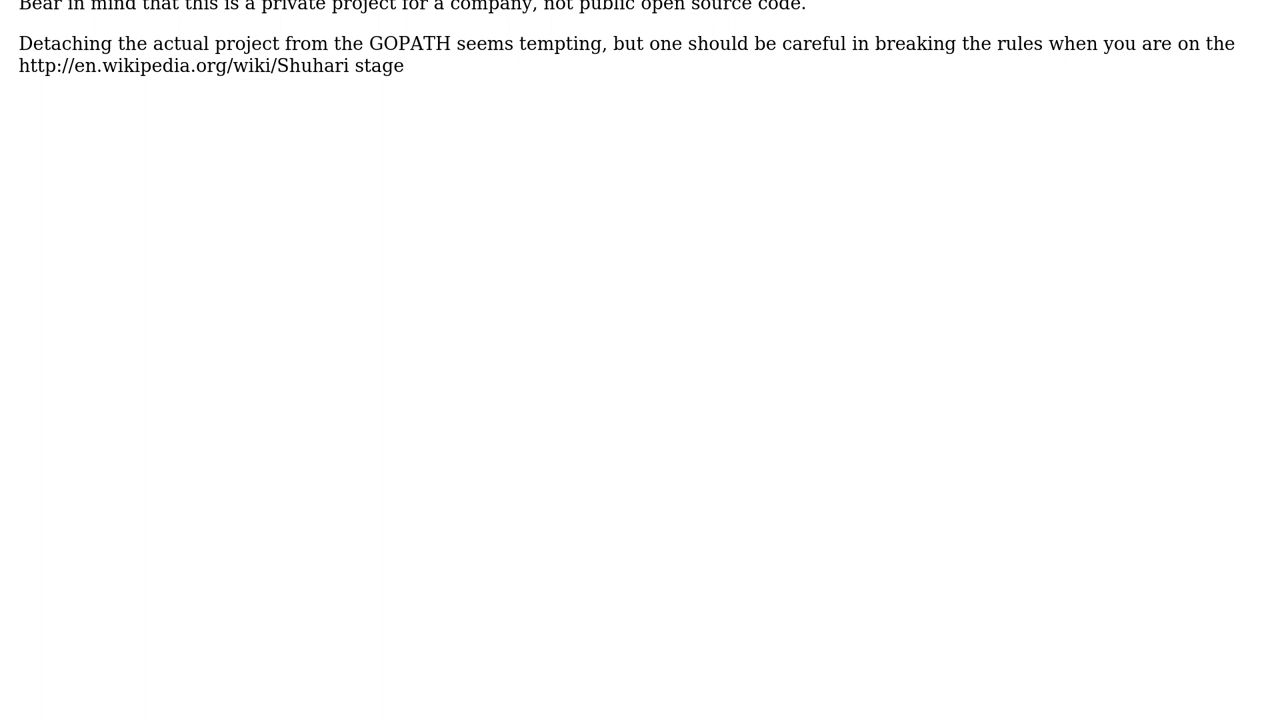 Bear in mind that this is a private project for a company, not public open source code.
Detaching the actual project from the GOPATH seems tempting, but one should be careful in breaking the rules when you are on the
http://en.wikipedia.org/wiki/Shuhari stage